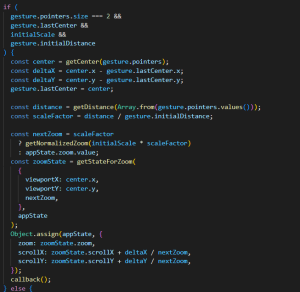 if (
gesture.pointers.size === 2 &&
gesture.lastCenter &&
initialScale &&
gesture.initialDistance
) {
const center = getCenter(gesture.pointers);
const deltaX = center.x - gesture.lastCenter.x;
const deltaY = center.y - gesture.lastCenter.y;
gesture.lastCenter = center;
const distance = getDistance(Array.from(gesture.pointers.values()));
const scaleFactor = distance / gesture.initialDistance;
const nextZoom = scaleFactor
? getNormalizedZoom(initialScale * scaleFactor)
: appState.zoom.value;
const zoomState = getStateForZoom(
{
viewportX: center.x,
viewportY: center.y,
nextZoom,
},
appState
);
Object.assign(appState, {
zoom: zoomState.zoom,
scrollX: zoomState.scrollX + deltaX / nextZoom,
scrollY: zoomState.scrollY + deltaY / nextZoom,
});
callback();
} else {